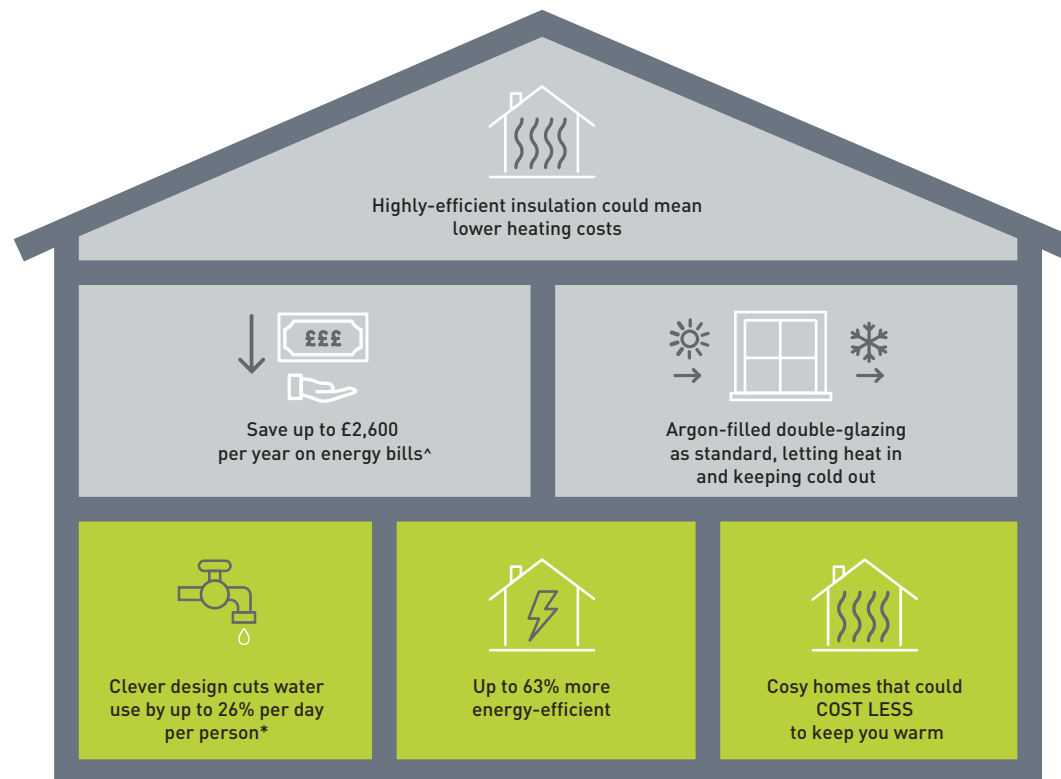 Highly-efficient insulation could mean
lower heating costs
£££
Save up to £2,600
per year on energy bills^
Argon-filled double-glazing
as standard, letting heat in
and keeping cold out
Clever design cuts water
use by up to 26% per day
per person*
Up to 63% more
energy-efficient
Cosy homes that could
COST LESS
to keep you warm